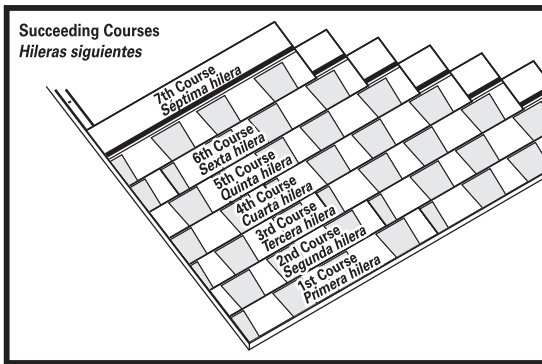 Succeeding Courses
Hileras siguientes
7th Course
Séptima hilera
6th Course
Sexta hilera
5th Course
Quinta hilera
4th Course
Cuarta hilera
3rd Course
Tercera hilera
2nd Course
Segunda hilera
1st Course
Primera hilera